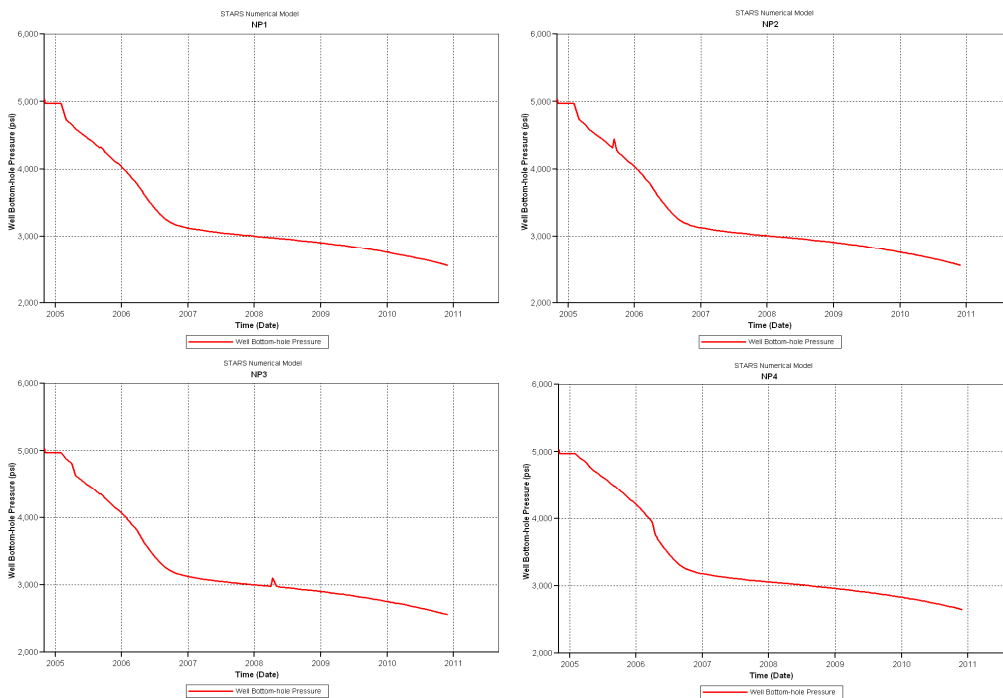 STARS Numerical Model
NP1
6,000
5,000
4,000
3,000
2,000
Well Bottom-hole Pressure (psi)
2005 2006 2007 2008 2009 2010 2011
Time (Date)
Well Bottom-hole Pressure
STARS Numerical Model
NP2
6,000
5,000
4,000
3,000
2,000
Well Bottom-hole Pressure (psi)
2005 2006 2007 2008 2009 2010 2011
Time (Date)
Well Bottom-hole Pressure
STARS Numerical Model
NP3
6,000
5,000
4,000
3,000
2,000
Well Bottom-hole Pressure (psi)
2005 2006 2007 2008 2009 2010 2011
Time (Date)
Well Bottom-hole Pressure
STARS Numerical Model
NP4
6,000
5,000
4,000
3,000
2,000
Well Bottom-hole Pressure (psi)
2005 2006 2007 2008 2009 2010 2011
Time (Date)
Well Bottom-hole Pressure